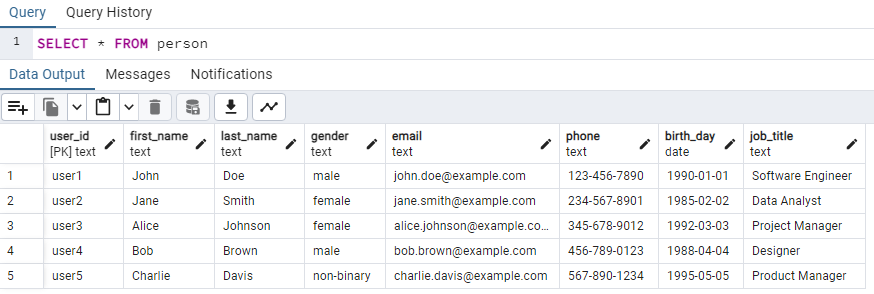 Query Query History
1 SELECT * FROM person
Data Output Messages Notifications
user_id first_name last_name gender email phone birth_day job_title
[PK] text text text text text text date text
1 user1 John Doe male john.doe@example.com 123-456-7890 1990-01-01 Software Engineer
2 user2 Jane Smith female jane.smith@example.com 234-567-8901 1985-02-02 Data Analyst
3 user3 Alice Johnson female alice.johnson@example.co... 345-678-9012 1992-03-03 Project Manager
4 user4 Bob Brown male bob.brown@example.com 456-789-0123 1988-04-04 Designer
5 user5 Charlie Davis non-binary charlie.davis@example.com 567-890-1234 1995-05-05 Product Manager